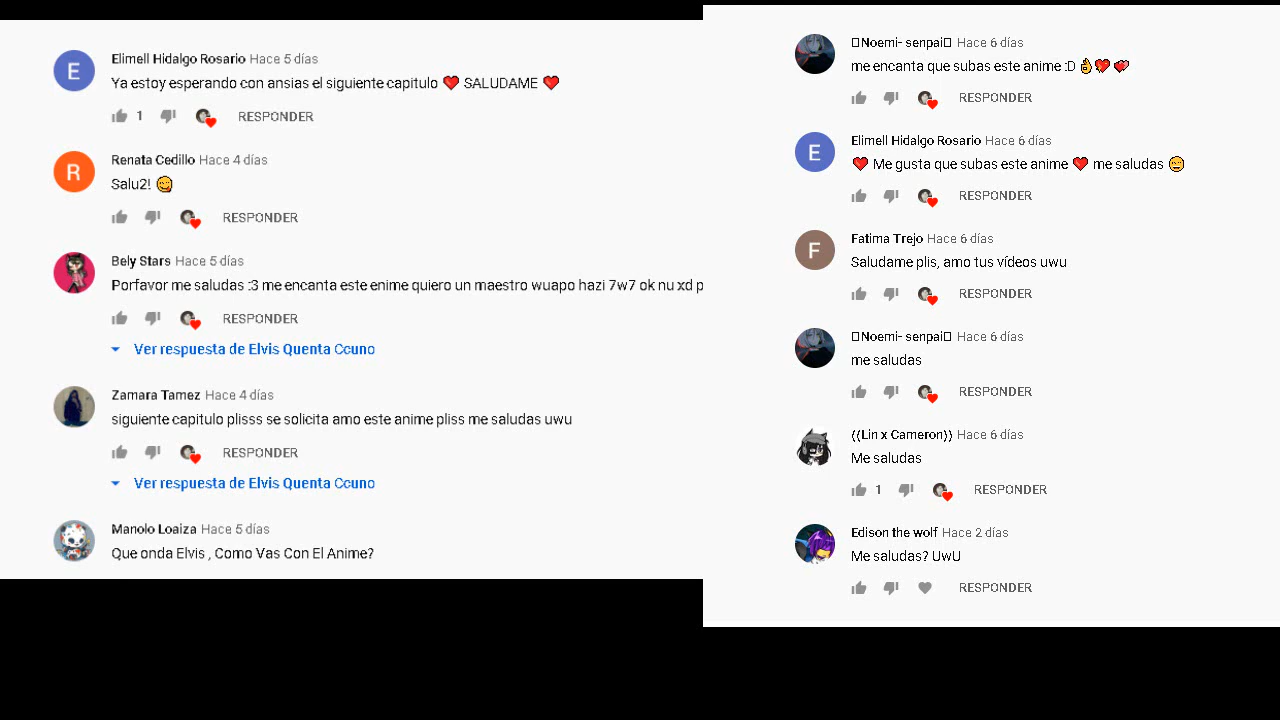 Elimell Hidalgo Rosario Hace 5 días
Ya estoy esperando con ansias el siguiente capitulo ❤️ SALUDAME ❤️
1 RESPONDER
Renata Cedillo Hace 4 días
Salu2! 😋
RESPONDER
Bely Stars Hace 5 días
Porfavor me saludas :3 me encanta este enime quiero un maestro wuapo hazi 7w7 ok nu xd p
RESPONDER
Ver respuesta de Elvis Quenta Ccuno
Zamara Tamez Hace 4 días
siguiente capitulo plisss se solicita amo este anime pliss me saludas uwu
RESPONDER
Ver respuesta de Elvis Quenta Ccuno
Manolo Loaiza Hace 5 días
Que onda Elvis , Como Vas Con El Anime?
E
R
□Noemi- senpai□ Hace 6 días
me encanta que subas este anime :D 👌💖💕
RESPONDER
Elimell Hidalgo Rosario Hace 6 días
❤️ Me gusta que subas este anime ❤️ me saludas 😄
RESPONDER
Fatima Trejo Hace 6 días
Saludame plis, amo tus vídeos uwu
RESPONDER
□Noemi- senpai□ Hace 6 días
me saludas
RESPONDER
((Lin x Cameron)) Hace 6 días
Me saludas
1 RESPONDER
Edison the wolf Hace 2 días
Me saludas? UwU
RESPONDER
E
F